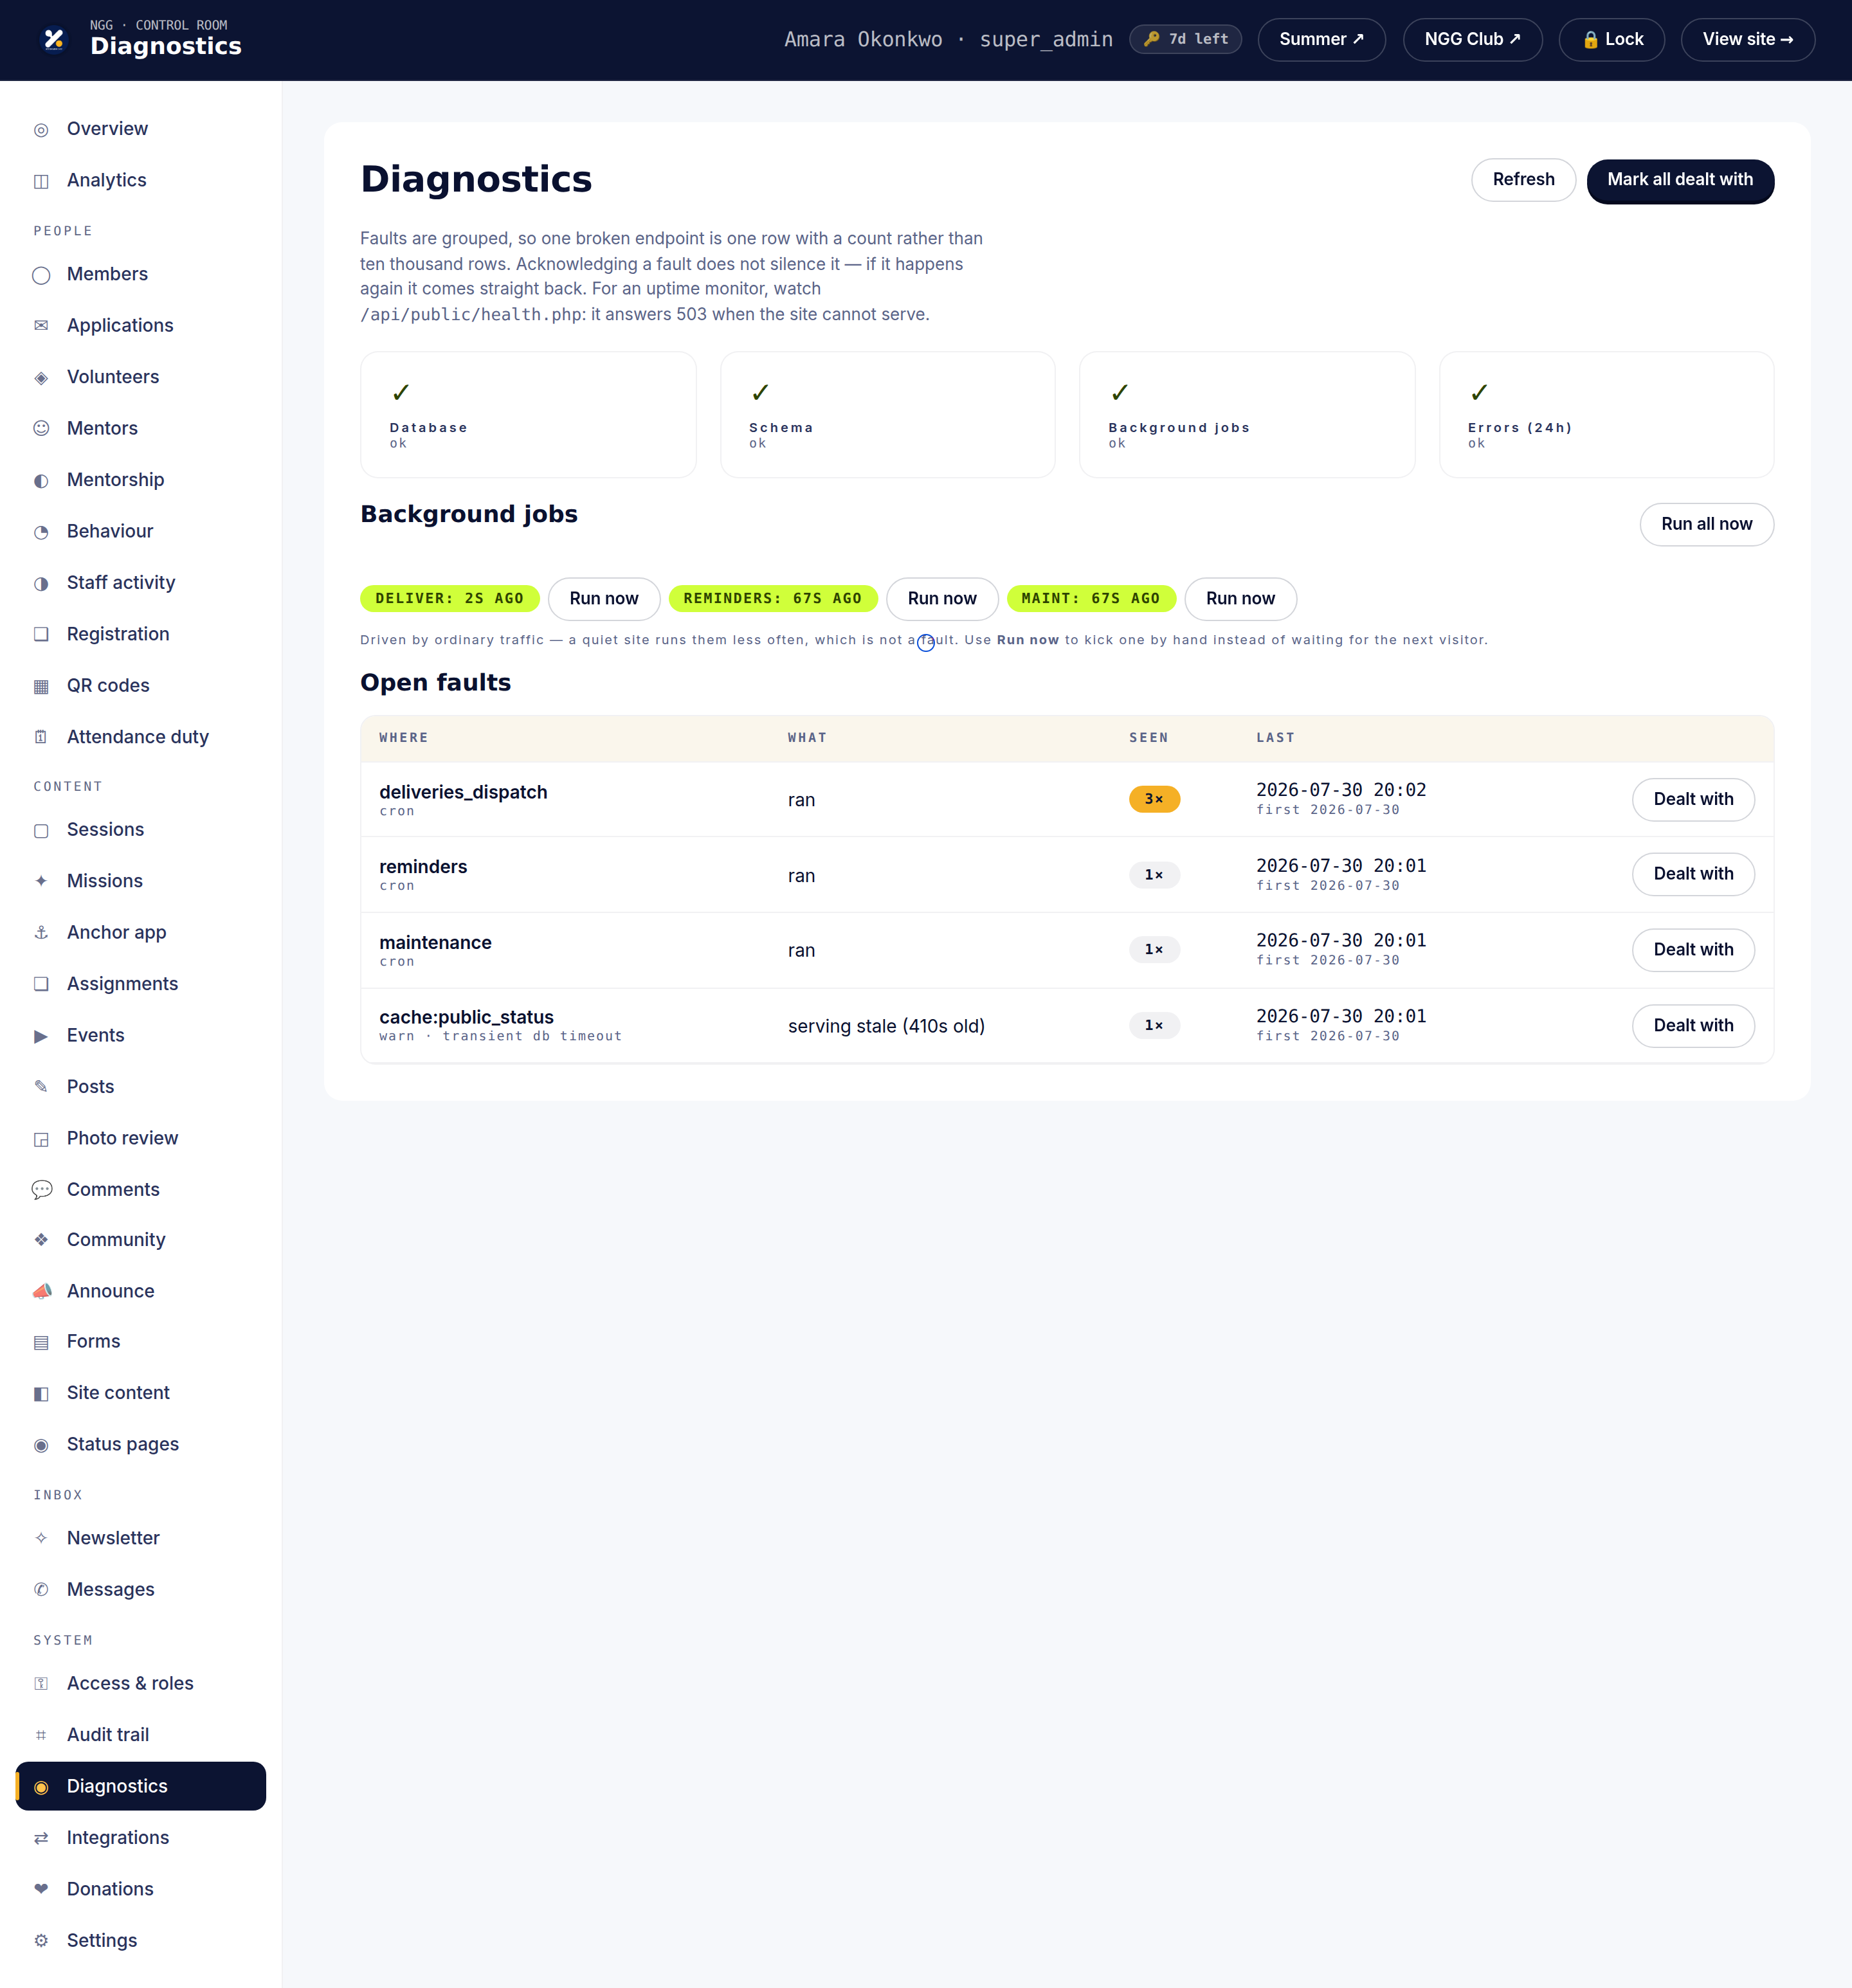 NGG · CONTROL ROOM
Diagnostics
Amara Okonkwo · super_admin
7d left
Summer ↗
NGG Club ↗
Lock
View site →
Overview
Analytics
PEOPLE
Members
Applications
Volunteers
Mentors
Mentorship
Behaviour
Staff activity
Registration
QR codes
Attendance duty
CONTENT
Sessions
Missions
Anchor app
Assignments
Events
Posts
Photo review
Comments
Community
Announce
Forms
Site content
Status pages
INBOX
Newsletter
Messages
SYSTEM
Access & roles
Audit trail
Diagnostics
Integrations
Donations
Settings
Diagnostics
Refresh
Mark all dealt with
Faults are grouped, so one broken endpoint is one row with a count rather than
ten thousand rows. Acknowledging a fault does not silence it — if it happens
again it comes straight back. For an uptime monitor, watch
/api/public/health.php: it answers 503 when the site cannot serve.
✓
Database
ok
✓
Schema
ok
✓
Background jobs
ok
✓
Errors (24h)
ok
Background jobs
Run all now
DELIVER: 2S AGO
Run now
REMINDERS: 67S AGO
Run now
MAINT: 67S AGO
Run now
Driven by ordinary traffic — a quiet site runs them less often, which is not a fault. Use Run now to kick one by hand instead of waiting for the next visitor.
Open faults
WHERE WHAT SEEN LAST
deliveries_dispatch
cron
ran
3×
2026-07-30 20:02
first 2026-07-30
Dealt with
reminders
cron
ran
1×
2026-07-30 20:01
first 2026-07-30
Dealt with
maintenance
cron
ran
1×
2026-07-30 20:01
first 2026-07-30
Dealt with
cache:public_status
warn · transient db timeout
serving stale (410s old)
1×
2026-07-30 20:01
first 2026-07-30
Dealt with